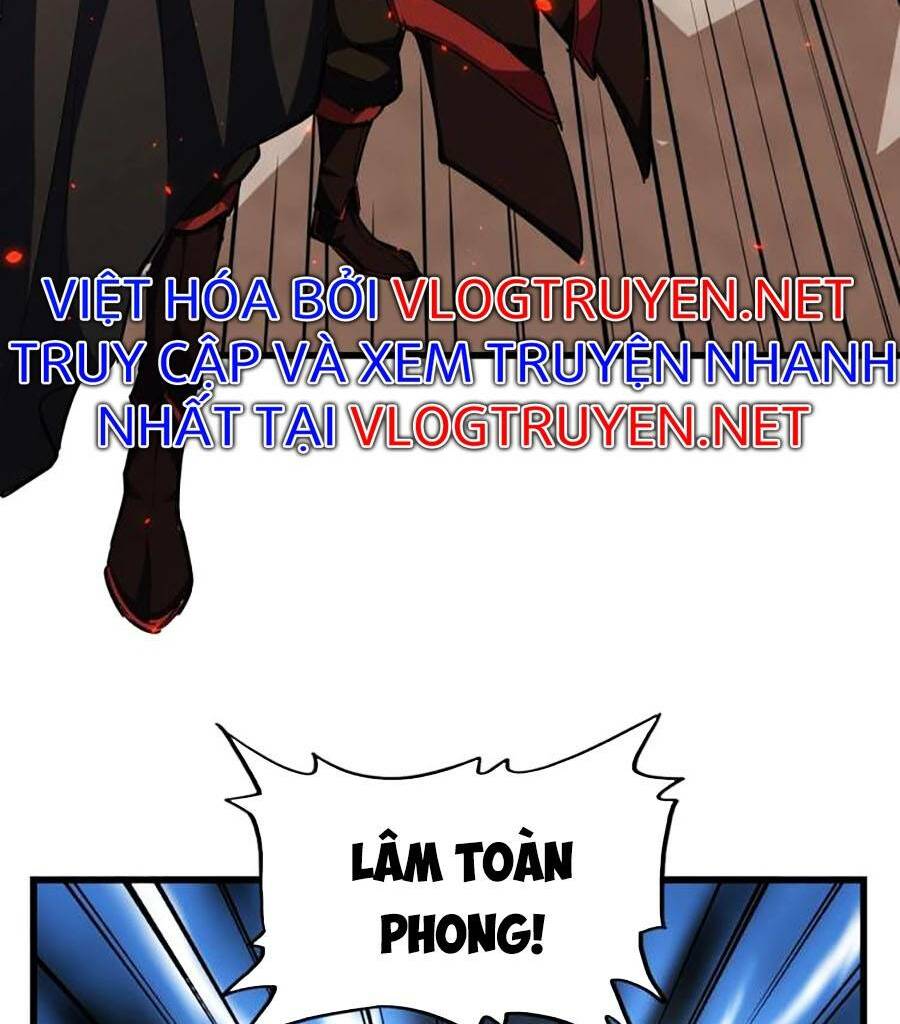 VIỆT HÓA BỞI VLOGTRUYEN.NET
TRUY CẬP VÀ XEM TRUYỆN NHANH
NHẤT TẠI VLOGTRUYEN.NET
LÂM TOÀN
PHONG!